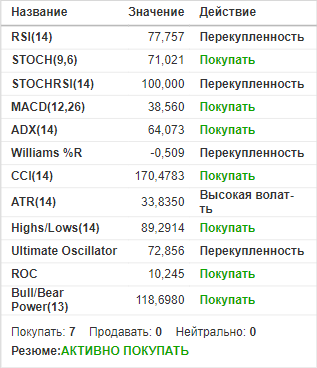 Название Значение Действие
RSI(14) 77,757 Перекупленность
STOCH(9,6) 71,021 Покупать
STOCHRSI(14) 100,000 Перекупленность
MACD(12,26) 38,560 Покупать
ADX(14) 64,073 Покупать
Williams %R -0,509 Перекупленность
CCI(14) 170,4783 Покупать
ATR(14) 33,8350 Высокая волат-
ть
Highs/Lows(14) 89,2914 Покупать
Ultimate Oscillator 72,856 Перекупленность
ROC 10,245 Покупать
Bull/Bear
Power(13) 118,6980 Покупать
Покупать: 7 Продавать: 0 Нейтрально: 0
Резюме:АКТИВНО ПОКУПАТЬ